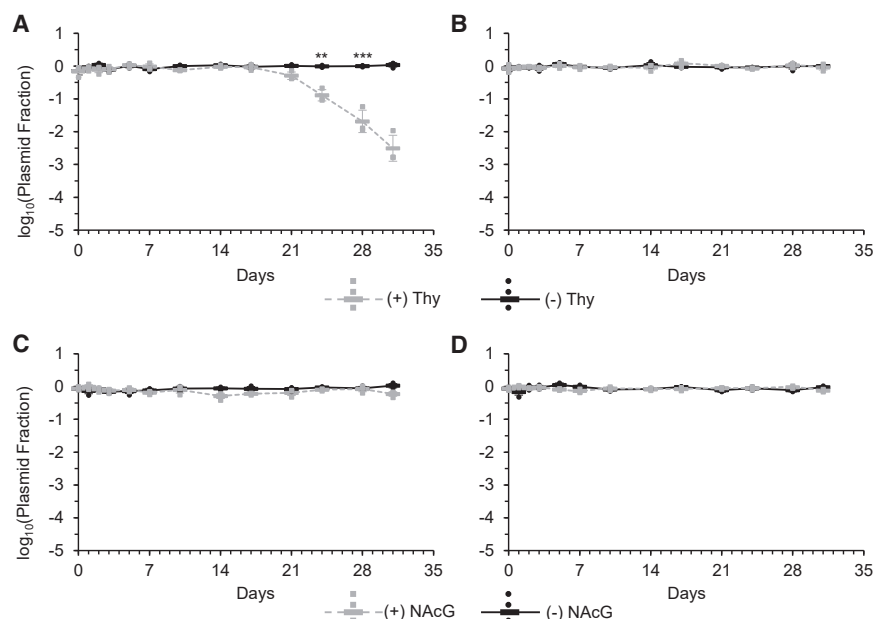 A
B
1
0
-1
-2
-3
-4
-5
log10(Plasmid Fraction)
** ***
0 7 14 21 28 35
Days
1
0
-1
-2
-3
-4
-5
0 7 14 21 28 35
Days
(+) Thy (-) Thy
C
D
1
0
-1
-2
-3
-4
-5
log10(Plasmid Fraction)
0 7 14 21 28 35
Days
1
0
-1
-2
-3
-4
-5
0 7 14 21 28 35
Days
(+) NAcG (-) NAcG